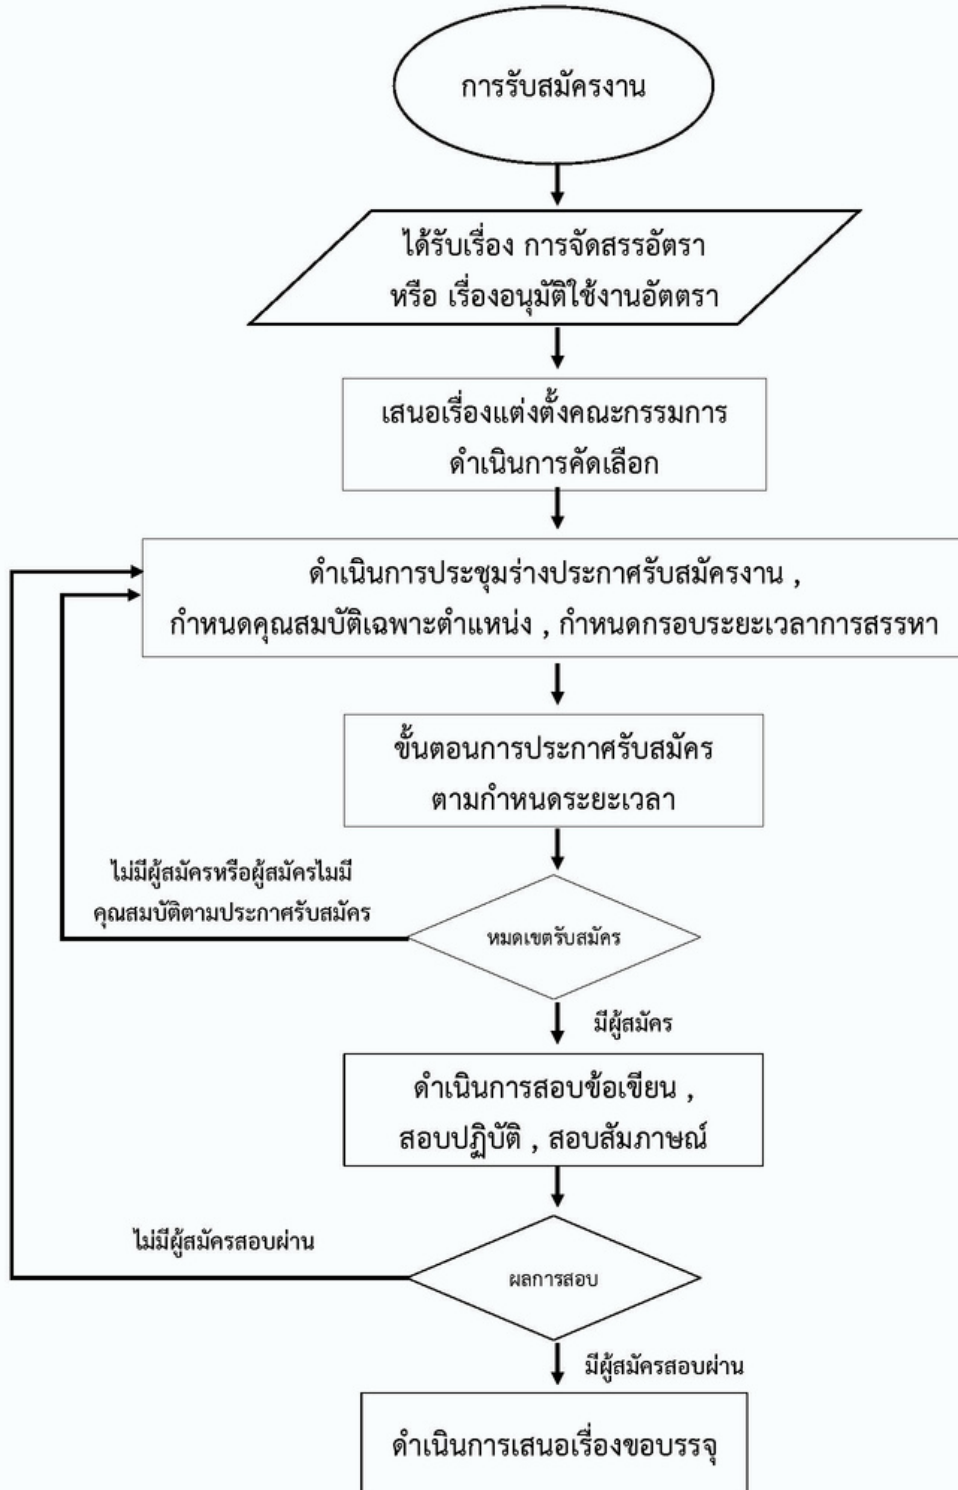 การรับสมัครงาน
ได้รับเรื่อง การจัดสรรอัตรา
หรือ เรื่องอนุมัติใช้งานอัตตรา
เสนอเรื่องแต่งตั้งคณะกรรมการ
ดำเนินการคัดเลือก
ดำเนินการประชุมร่างประกาศรับสมัครงาน ,
กำหนดคุณสมบัติเฉพาะตำแหน่ง , กำหนดกรอบระยะเวลาการสรรหา
ขั้นตอนการประกาศรับสมัคร
ตามกำหนดระยะเวลา
ไม่มีผู้สมัครหรือผู้สมัครไมมี
คุณสมบัติตามประกาศรับสมัคร
หมดเขตรับสมัคร
มีผู้สมัคร
ดำเนินการสอบข้อเขียน ,
สอบปฏิบัติ , สอบสัมภาษณ์
ไม่มีผู้สมัครสอบผ่าน
ผลการสอบ
มีผู้สมัครสอบผ่าน
ดำเนินการเสนอเรื่องขอบรรจุ